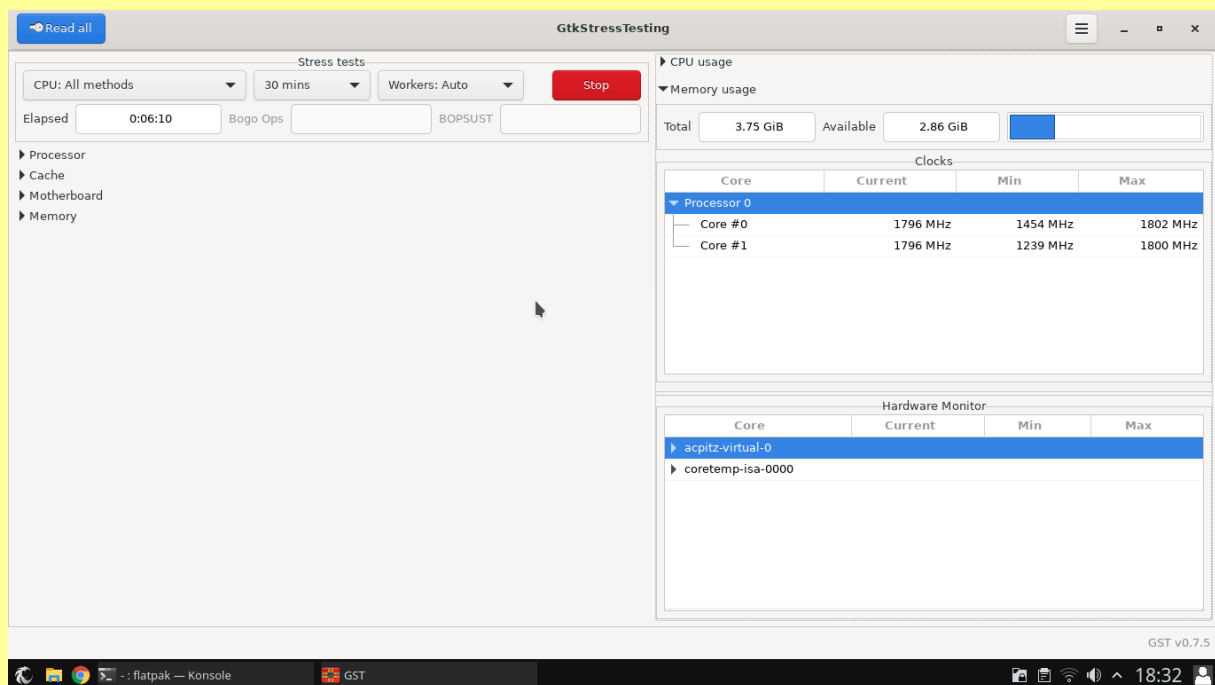 Read all
GtkStressTesting
Stress tests
CPU: All methods
30 mins
Workers: Auto
Stop
Elapsed
0:06:10
Bogo Ops
BOPSUST
Processor
Cache
Motherboard
Memory
CPU usage
Memory usage
Total 3.75 GiB Available 2.86 GiB
Clocks
Core Current Min Max
Processor 0
Core #0 1796 MHz 1454 MHz 1802 MHz
Core #1 1796 MHz 1239 MHz 1800 MHz
Hardware Monitor
Core Current Min Max
acpitz-virtual-0
coretemp-isa-0000
GST v0.7.5
- : flatpak — Konsole
GST
18:32